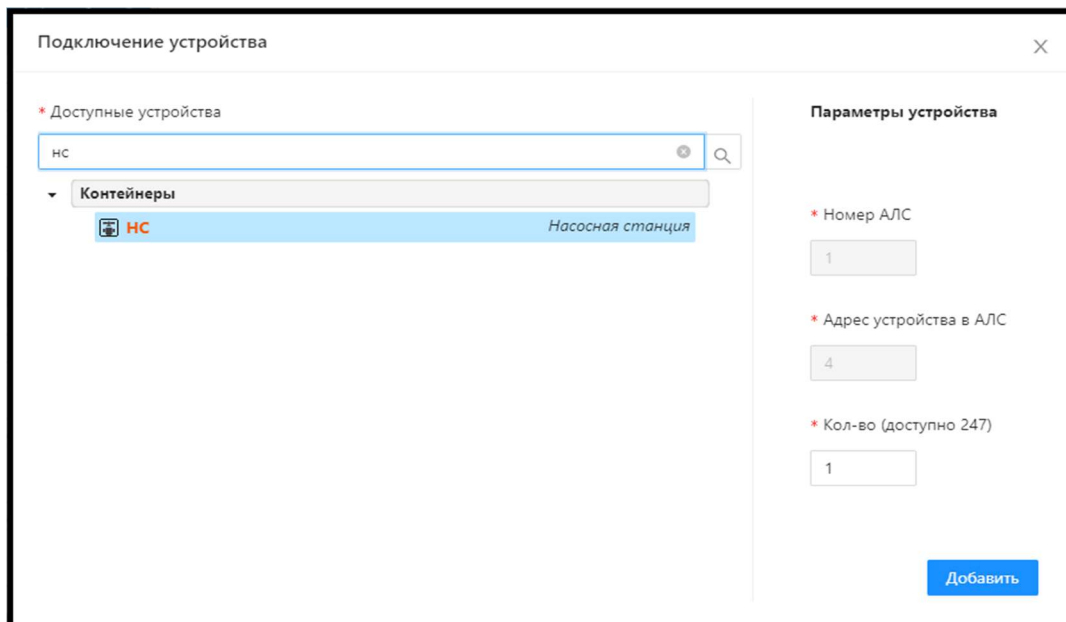 Подключение устройства
* Доступные устройства
нс
Контейнеры
НС Насосная станция
Параметры устройства
* Номер АЛС
1
* Адрес устройства в АЛС
4
* Кол-во (доступно 247)
1
Добавить